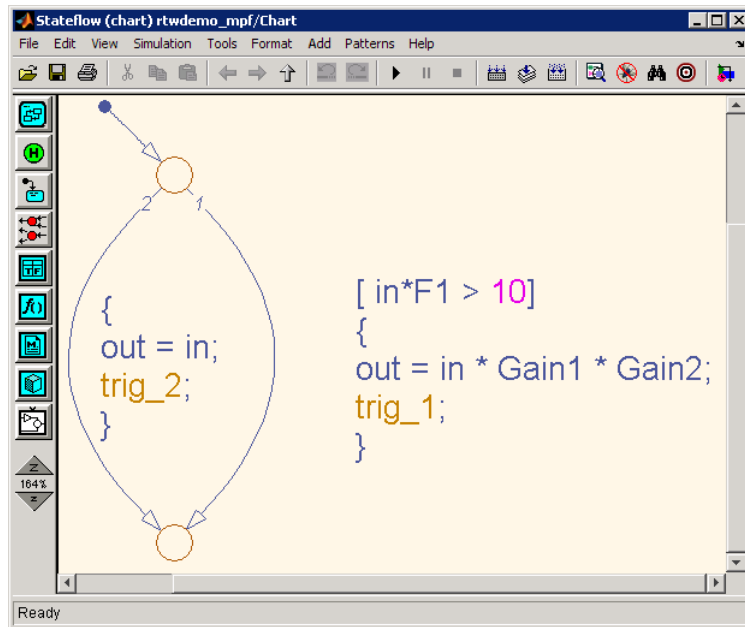 Stateflow (chart) rtwdemo_mpf/Chart
File Edit View Simulation Tools Format Add Patterns Help
H
2 1
{
out = in;
trig_2;
}
[ in*F1 > 10]
{
out = in * Gain1 * Gain2;
trig_1;
}
TF
f()
M
Z
164%
z
Ready